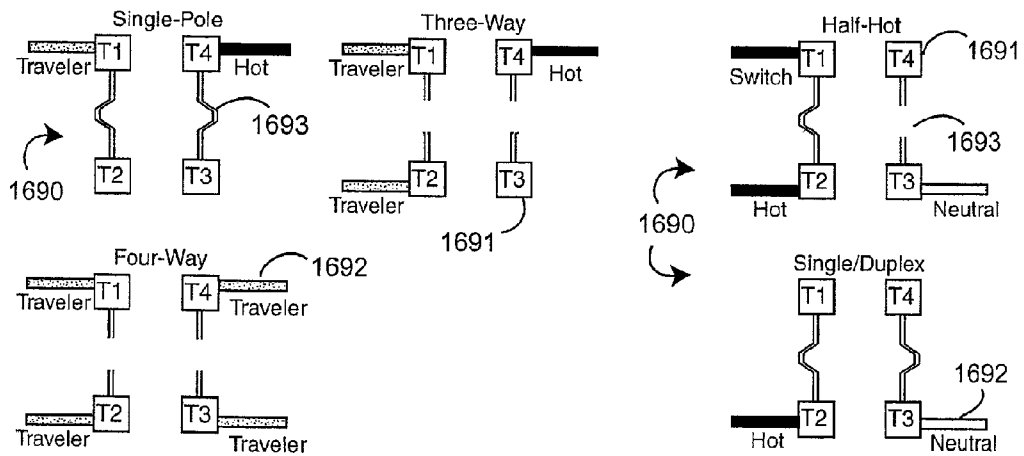 Single-Pole
T1
T4
Traveler
Hot
1693
1690
T2
T3
Three-Way
T1
T4
Traveler
Hot
T2
T3
Traveler
1691
Half-Hot
T1
T4
1691
Switch
1693
T2
T3
Hot
Neutral
1690
Four-Way
1692
T1
T4
Traveler
Traveler
T2
T3
Traveler
Traveler
Single/Duplex
T1
T4
1692
T2
T3
Hot
Neutral